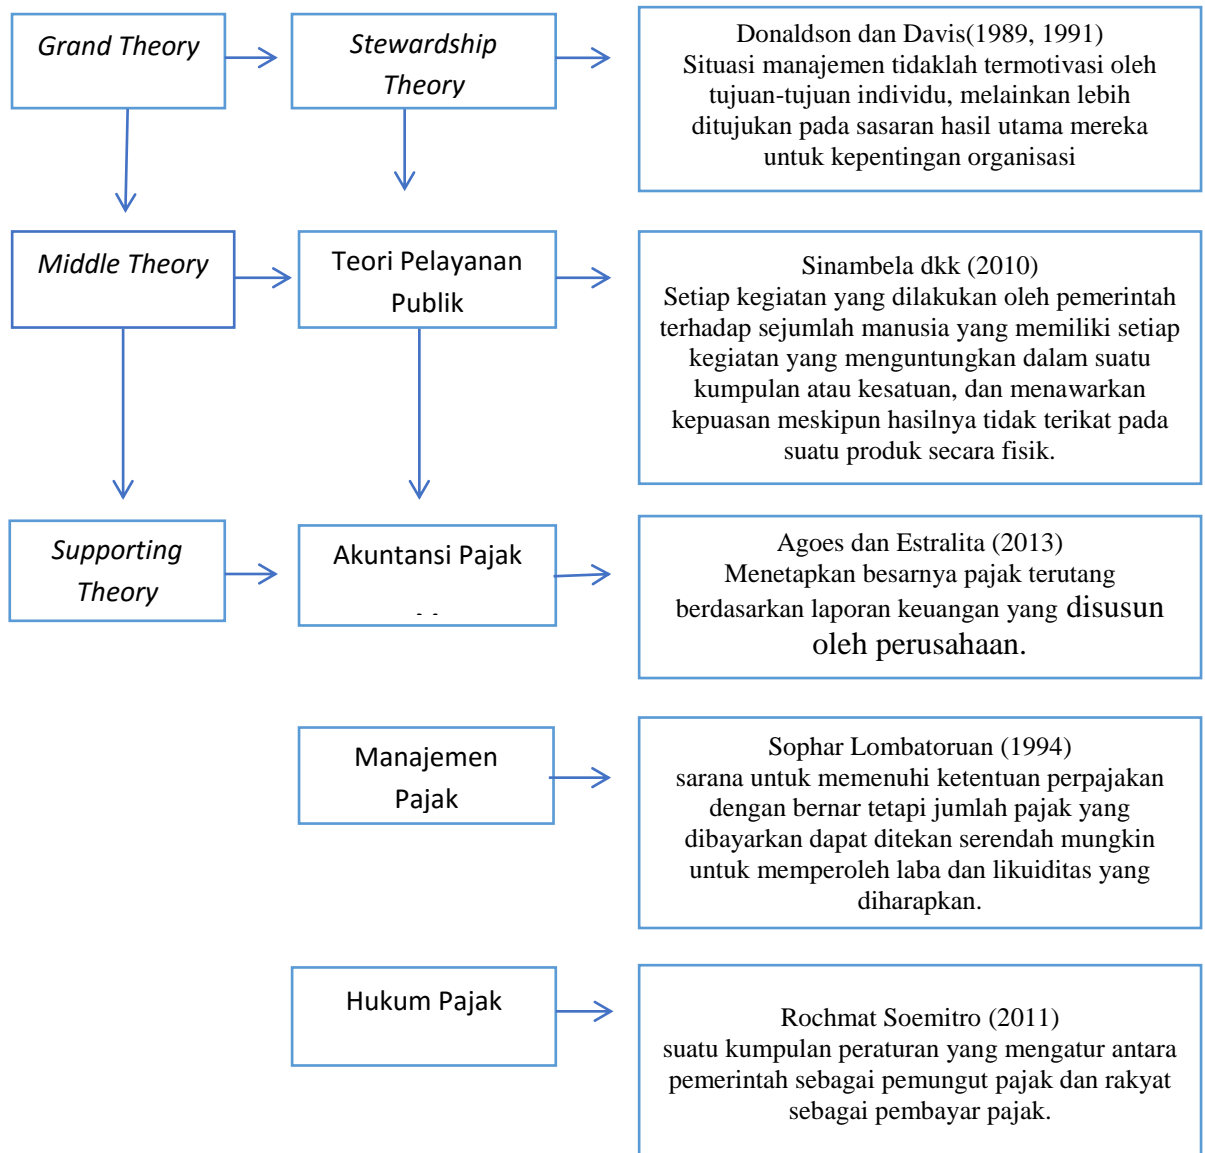 Grand Theory
Stewardship
Theory
Donaldson dan Davis(1989, 1991)
Situasi manajemen tidaklah termotivasi oleh
tujuan-tujuan individu, melainkan lebih
ditujukan pada sasaran hasil utama mereka
untuk kepentingan organisasi
Middle Theory
Teori Pelayanan
Publik
Sinambela dkk (2010)
Setiap kegiatan yang dilakukan oleh pemerintah
terhadap sejumlah manusia yang memiliki setiap
kegiatan yang menguntungkan dalam suatu
kumpulan atau kesatuan, dan menawarkan
kepuasan meskipun hasilnya tidak terikat pada
suatu produk secara fisik.
Supporting
Theory
Akuntansi Pajak
Agoes dan Estralita (2013)
Menetapkan besarnya pajak terutang
berdasarkan laporan keuangan yang disusun
oleh perusahaan.
Manajemen
Pajak
Sophar Lombatoruan (1994)
sarana untuk memenuhi ketentuan perpajakan
dengan bernar tetapi jumlah pajak yang
dibayarkan dapat ditekan serendah mungkin
untuk memperoleh laba dan likuiditas yang
diharapkan.
Hukum Pajak
Rochmat Soemitro (2011)
suatu kumpulan peraturan yang mengatur antara
pemerintah sebagai pemungut pajak dan rakyat
sebagai pembayar pajak.